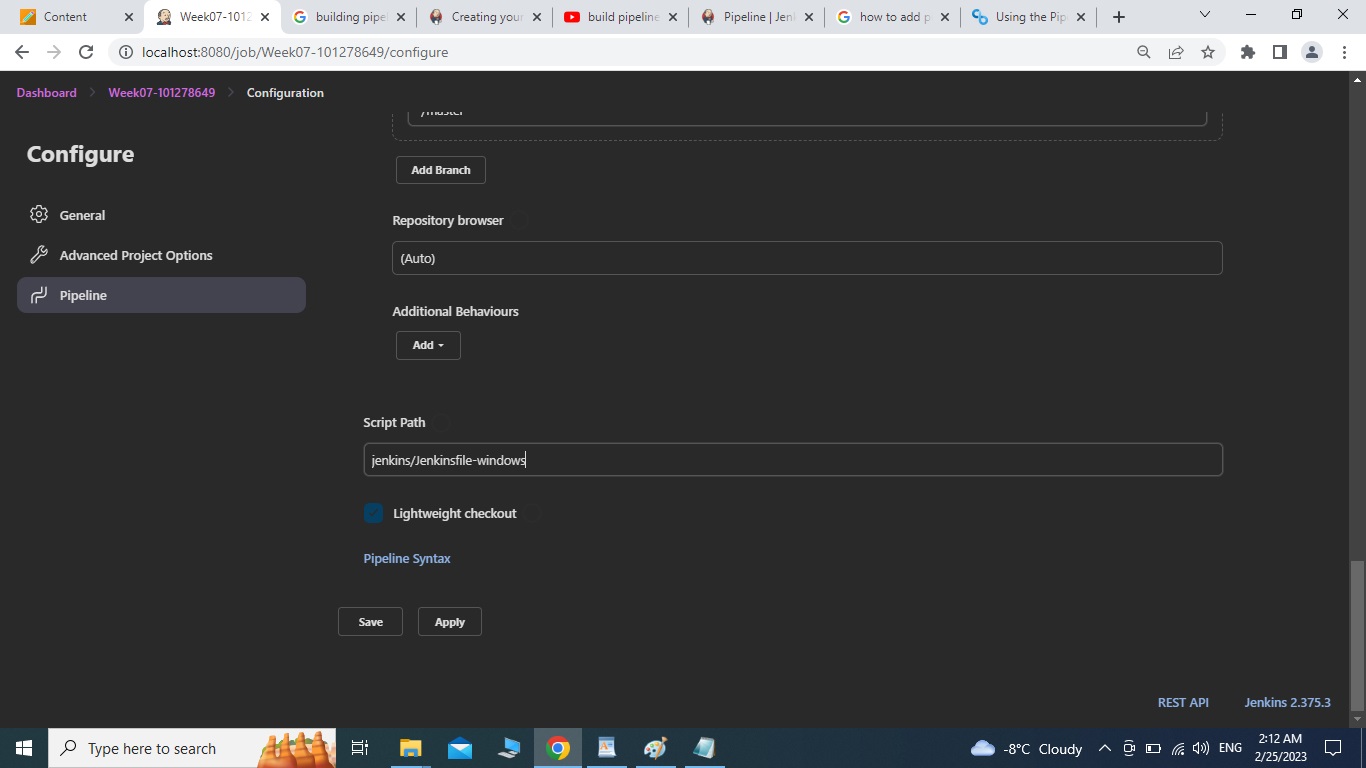 Content
Week07-1012
building pipe
Creating your
build pipeline
Pipeline | Jenl
how to add p
Using the Pip
localhost:8080/job/Week07-101278649/configure
Dashboard
Week07-101278649
Configuration
Configure
General
Advanced Project Options
Pipeline
*/master
Add Branch
Repository browser
(Auto)
Additional Behaviours
Add
Script Path
jenkins/Jenkinsfile-windows
Lightweight checkout
Pipeline Syntax
Save
Apply
REST API
Jenkins 2.375.3
Type here to search
-8°C Cloudy
ENG
2:12 AM
2/25/2023